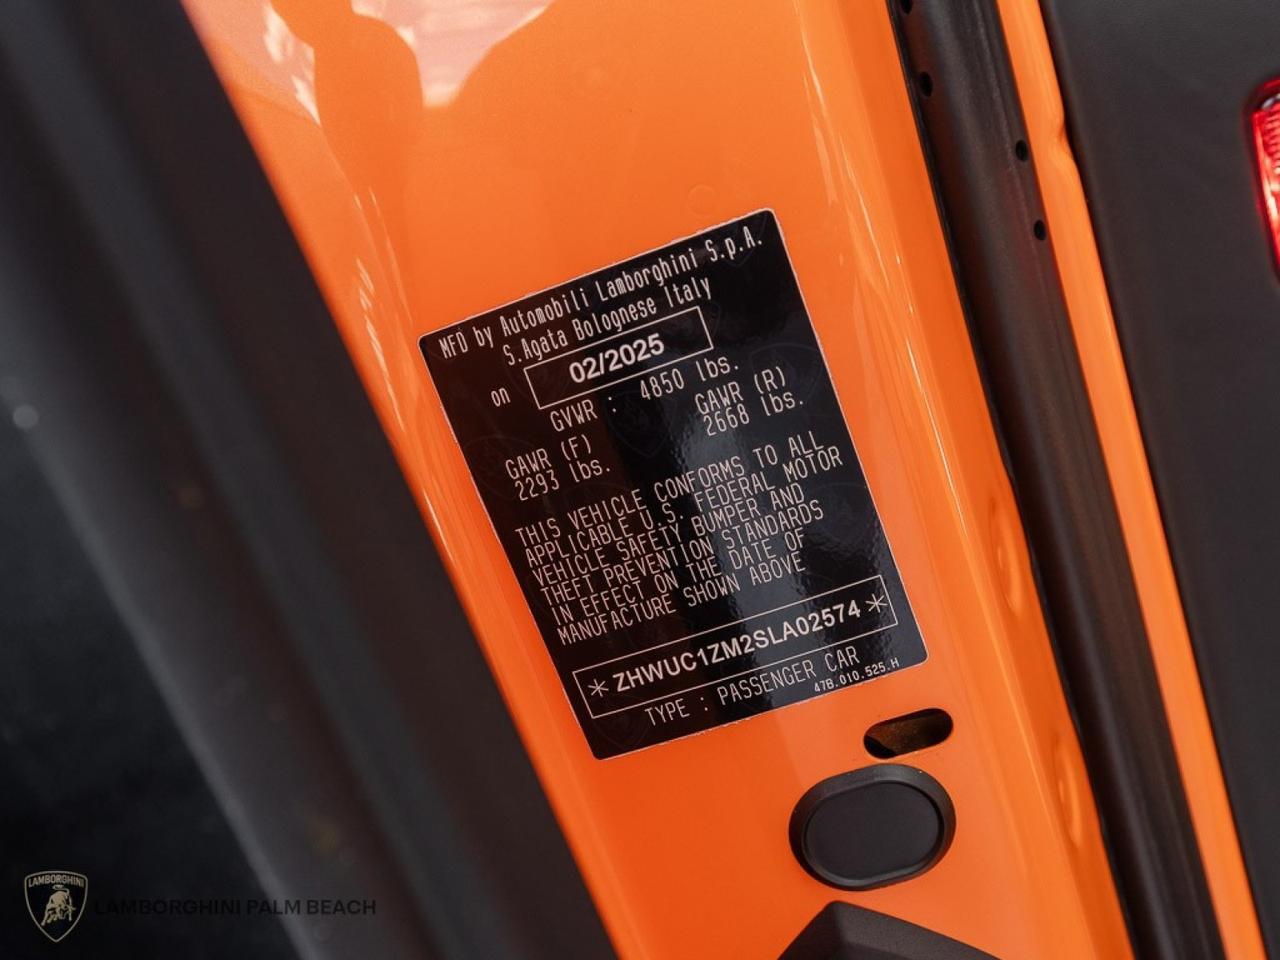 MFD by Automobili Lamborghini S.p.A.
S.Agata Bolognese Italy
on 02/2025
GVWR : 4850 lbs.
GAWR (F) GAWR (R)
2293 lbs. 2668 lbs.
THIS VEHICLE CONFORMS TO ALL
APPLICABLE U.S. FEDERAL MOTOR
VEHICLE SAFETY BUMPER AND
THEFT PREVENTION STANDARDS
IN EFFECT ON THE DATE OF
MANUFACTURE SHOWN ABOVE
* ZHWUC1ZM2SLA02574 *
TYPE : PASSENGER CAR
47B.010.525.H
LAMBORGHINI
LAMBORGHINI PALM BEACH